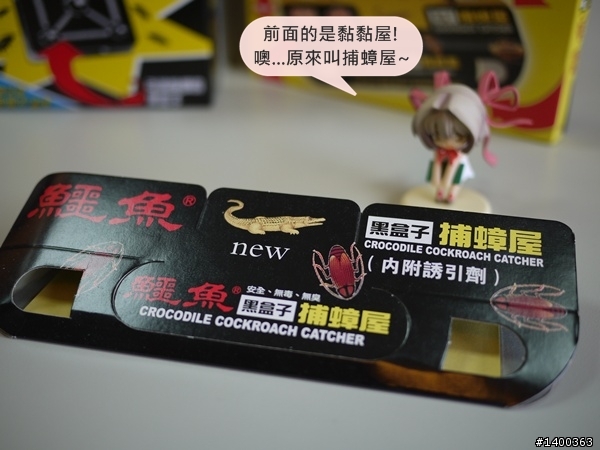 前面的是黏黏屋!
噢...原來叫捕蟑屋~
鱷魚®
new
黑盒子 捕蟑屋
CROCODILE COCKROACH CATCHER
(內附誘引劑)
鱷魚®
安全、無毒、無臭
黑盒子 捕蟑屋
CROCODILE COCKROACH CATCHER
#1400363